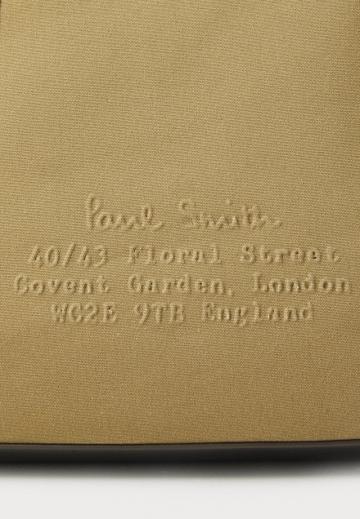 Paul Smith
40/43 Floral Street
Covent Garden, London
WC2E 9TB England